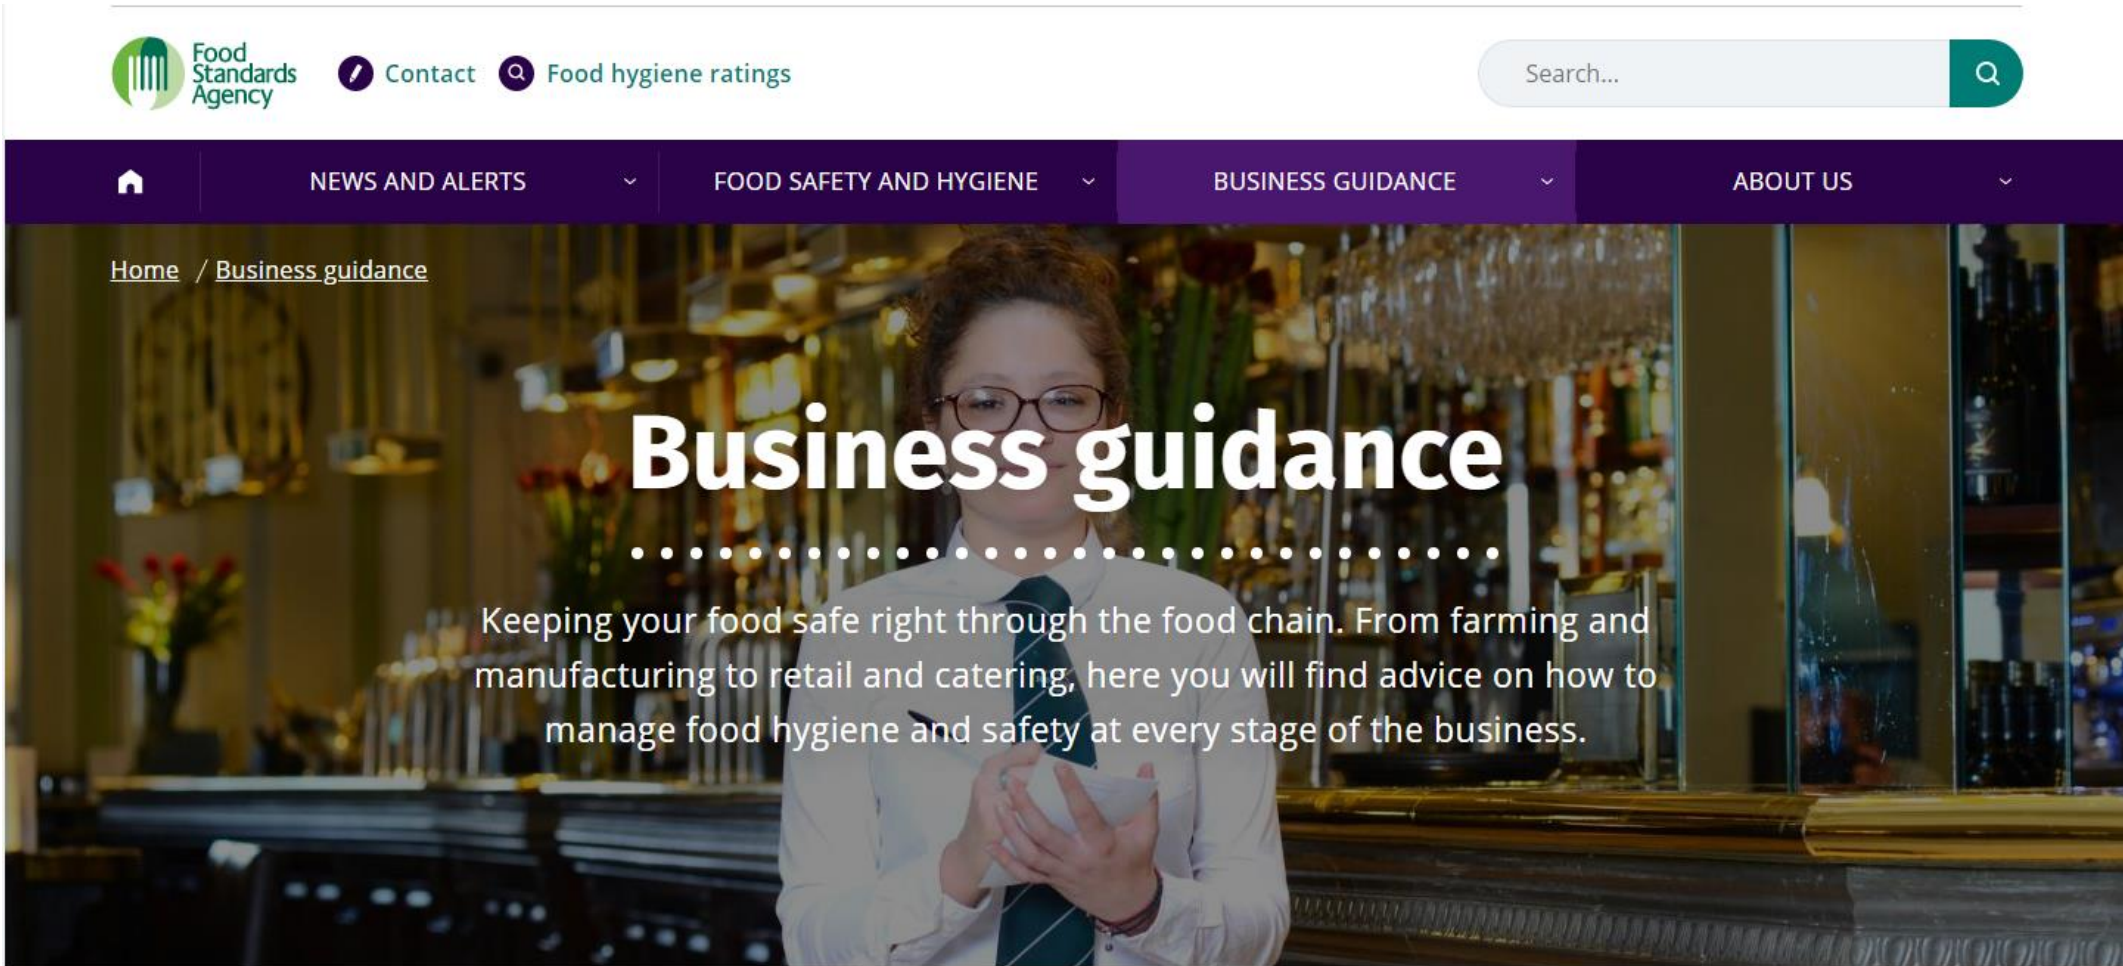 Food
Standards
Agency
Contact
Food hygiene ratings
Search...
NEWS AND ALERTS
FOOD SAFETY AND HYGIENE
BUSINESS GUIDANCE
ABOUT US
Home / Business guidance
Business guidance
Keeping your food safe right through the food chain. From farming and
manufacturing to retail and catering, here you will find advice on how to
manage food hygiene and safety at every stage of the business.